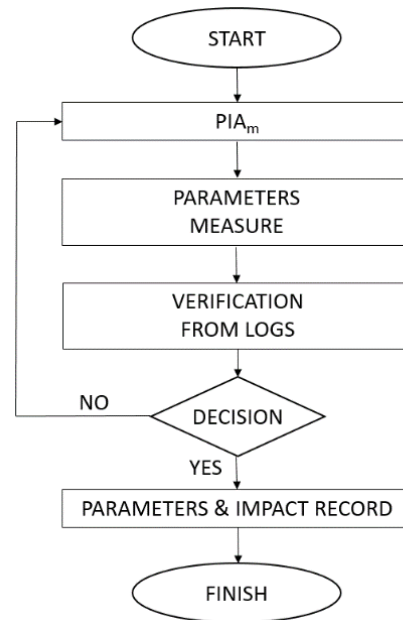 START
PIAₘ
PARAMETERS
MEASURE
VERIFICATION
FROM LOGS
NO
DECISION
YES
PARAMETERS & IMPACT RECORD
FINISH